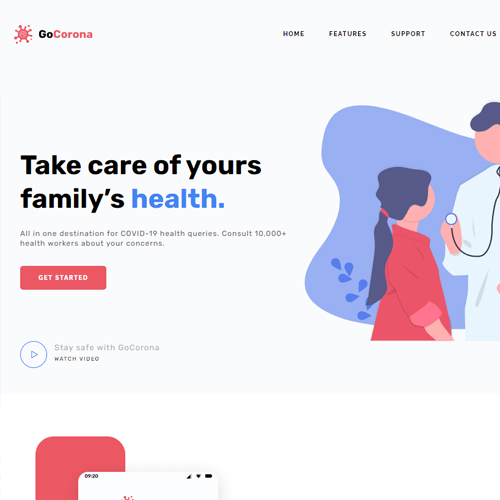 GoCorona
HOME FEATURES SUPPORT CONTACT US
Take care of yours
family's health.
All in one destination for COVID-19 health queries. Consult 10,000+
health workers about your concerns.
GET STARTED
Stay safe with GoCorona
WATCH VIDEO
09:20